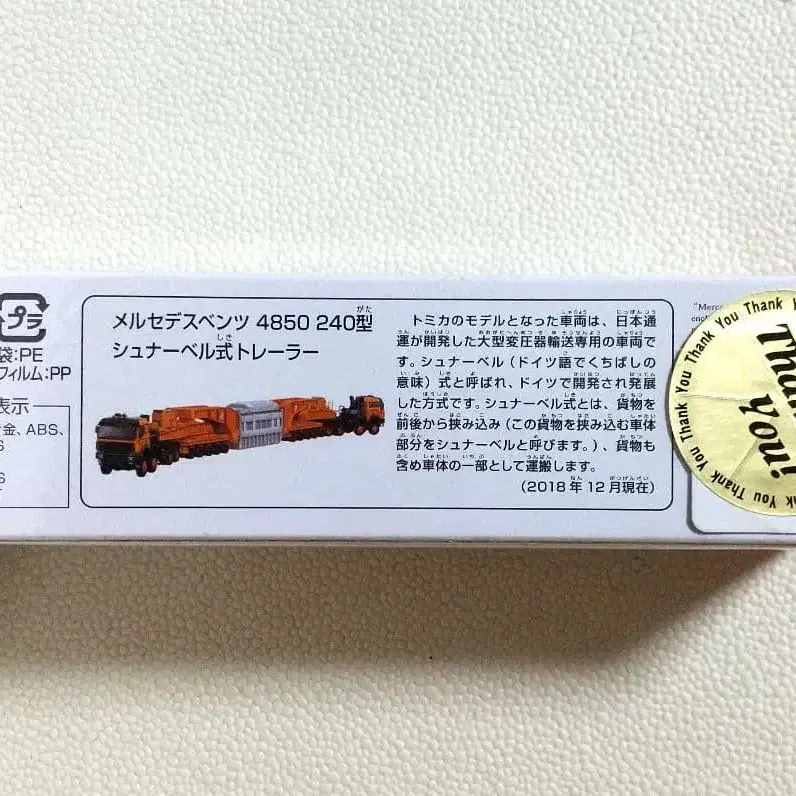 プラ
袋:PE
フィルム:PP
表示
金、ABS、
メルセデスベンツ 4850 240型
シュナーベル式トレーラー
トミカのモデルとなった車両は、日本通
運が開発した大型変圧器輸送専用の車両で
す。シュナーベル(ドイツ語でくちばしの
意味)式と呼ばれ、ドイツで開発され発展
した方式です。シュナーベル式とは、貨物を
前後から挟み込み(この貨物を挟み込む車体
部分をシュナーベルと呼びます。)、貨物も
含め車体の一部として運搬します。
(2018年12月現在)
Thank you!
Thank You Thank You Thank You Thank You